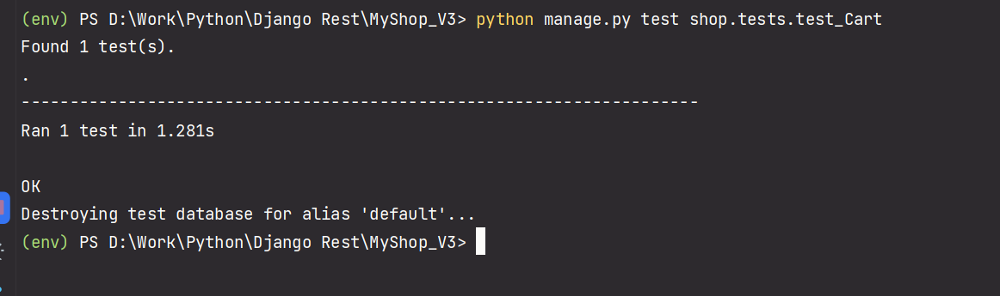 (env) PS D:\Work\Python\Django Rest\MyShop_V3> python manage.py test shop.tests.test_Cart
Found 1 test(s).
.
----------------------------------------------------------------------
Ran 1 test in 1.281s

OK
Destroying test database for alias 'default'...
(env) PS D:\Work\Python\Django Rest\MyShop_V3>